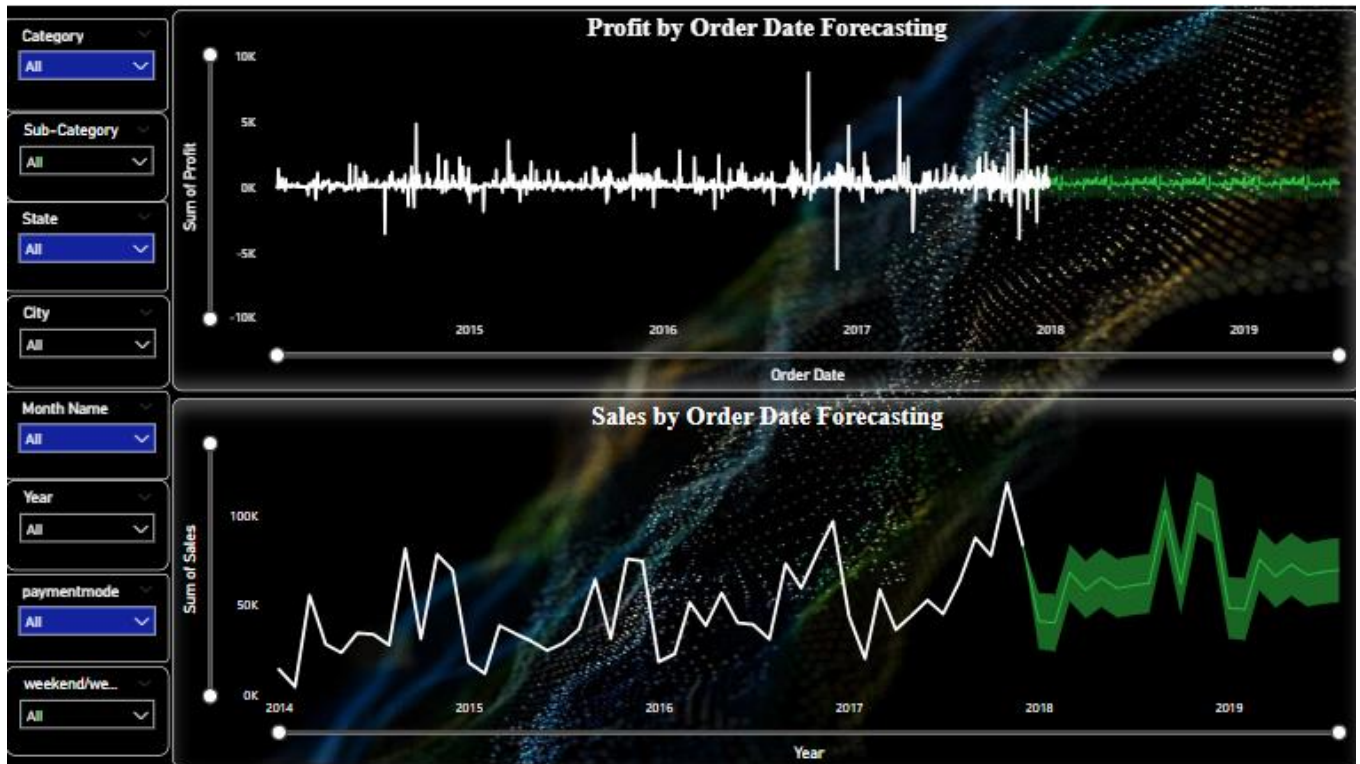 Category
All
Sub-Category
All
State
All
City
All
Month Name
All
Year
All
paymentmode
All
weekend/we...
All
Profit by Order Date Forecasting
Sum of Profit
10K
5K
0K
-5K
-10K
2015 2016 2017 2018 2019
Order Date
Sales by Order Date Forecasting
Sum of Sales
100K
50K
0K
2014 2015 2016 2017 2018 2019
Year